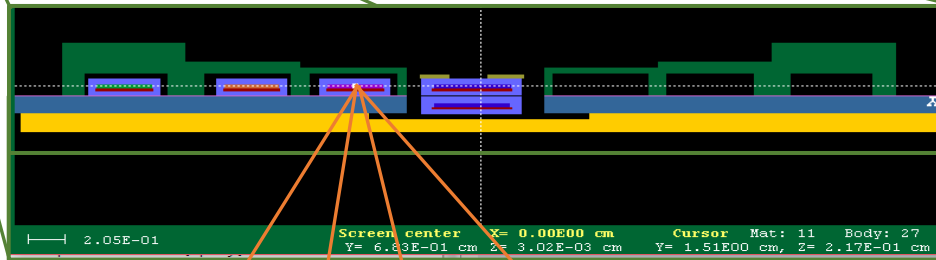 X
2.05E-01
Screen center X= 0.00E00 cm
Y= 6.83E-01 cm Z= 3.02E-03 cm
Cursor Mat: 11 Body: 27
Y= 1.51E00 cm, Z= 2.17E-01 cm